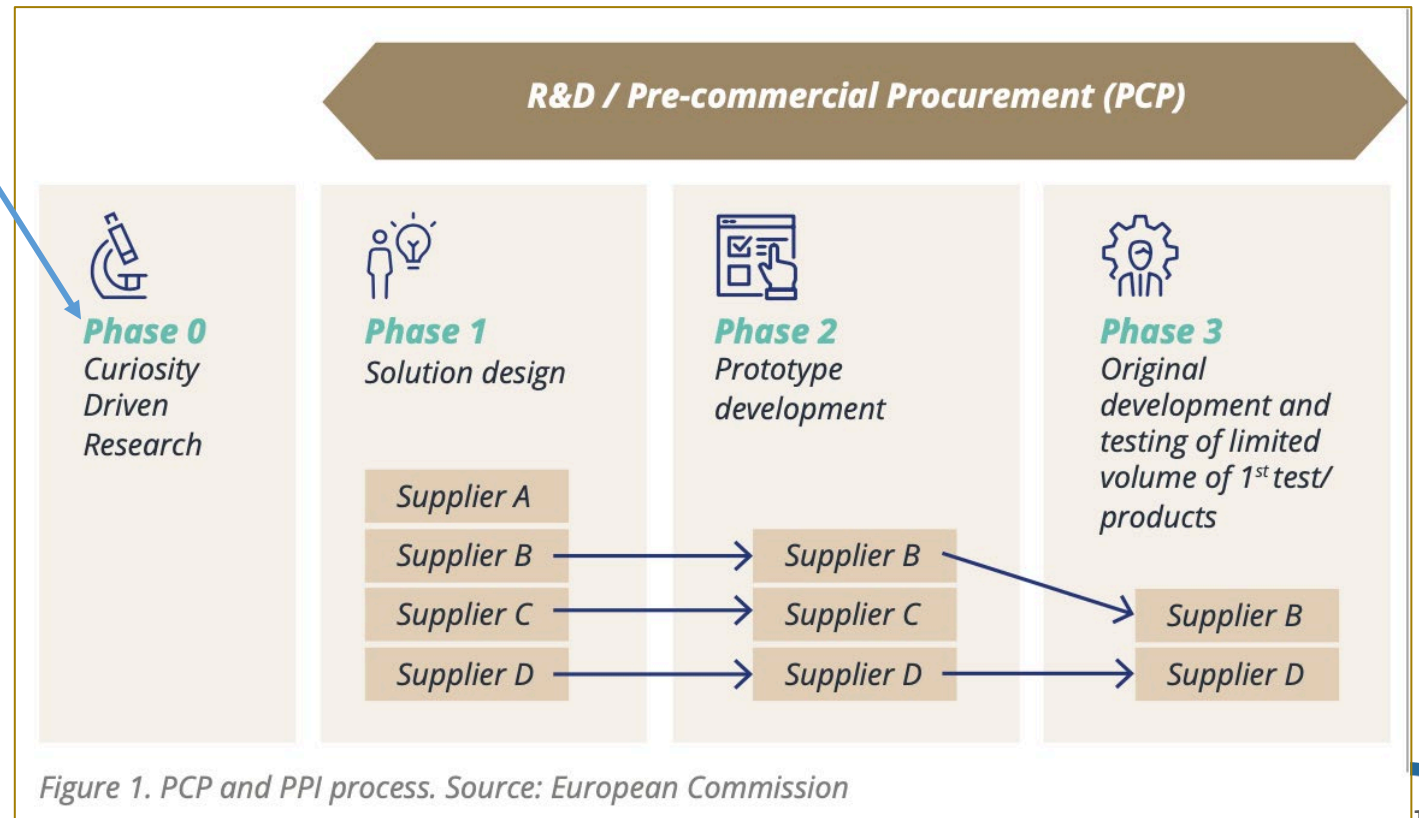 R&D / Pre-commercial Procurement (PCP)
Phase 0
Curiosity
Driven
Research
Phase 1
Solution design
Supplier A
Supplier B
Supplier C
Supplier D
Phase 2
Prototype
development
Supplier B
Supplier C
Supplier D
Phase 3
Original
development and
testing of limited
volume of 1st test/
products
Supplier B
Supplier D
Figure 1. PCP and PPI process. Source: European Commission